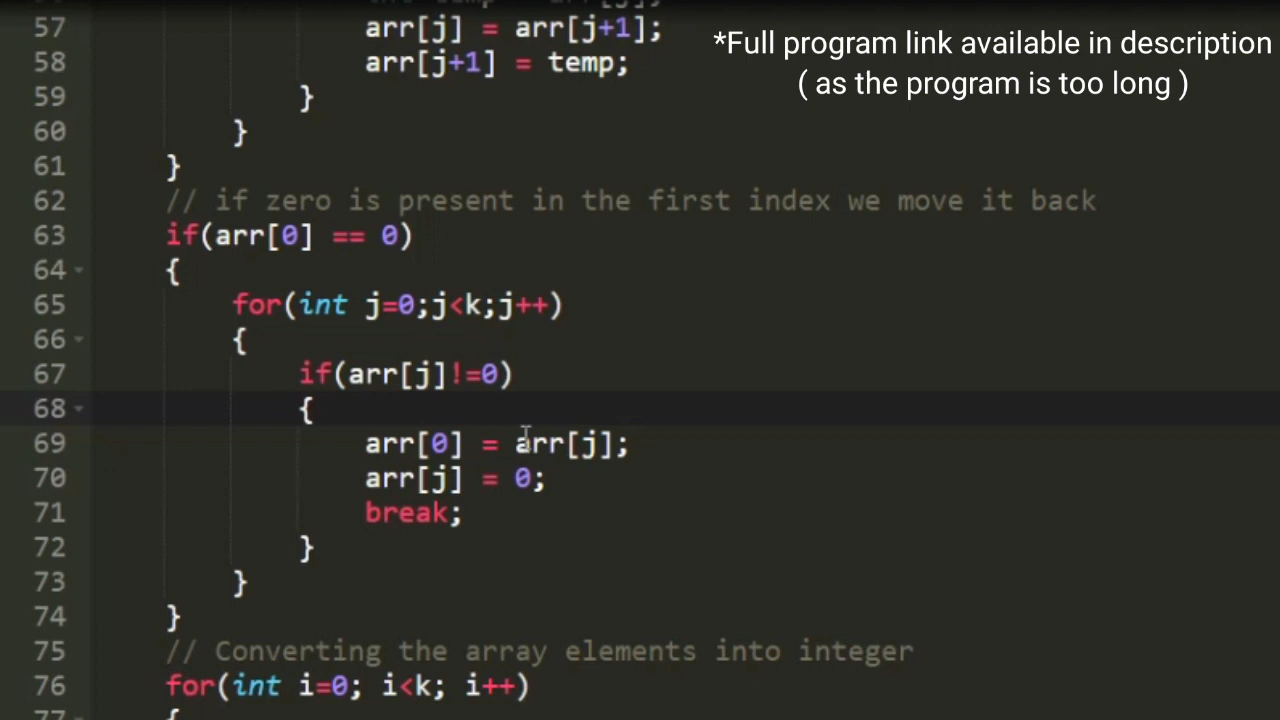 57 arr[j] = arr[j+1];
*Full program link available in description
58 arr[j+1] = temp;
( as the program is too long )
59 }
60 }
61 }
62 // if zero is present in the first index we move it back
63 if(arr[0] == 0)
64 {
65 for(int j=0;j<k;j++)
66 {
67 if(arr[j]!=0)
68 {
69 arr[0] = arr[j];
70 arr[j] = 0;
71 break;
72 }
73 }
74 }
75 // Converting the array elements into integer
76 for(int i=0; i<k; i++)
77 {